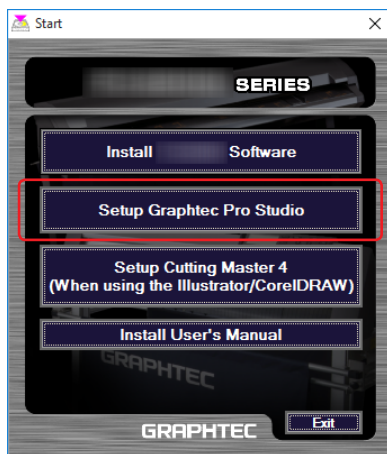 Start
SERIES
Install Software
Setup Graphtec Pro Studio
Setup Cutting Master 4
(When using the Illustrator/CorelDRAW)
Install User's Manual
GRAPHTEC
GRAPHTEC
Exit